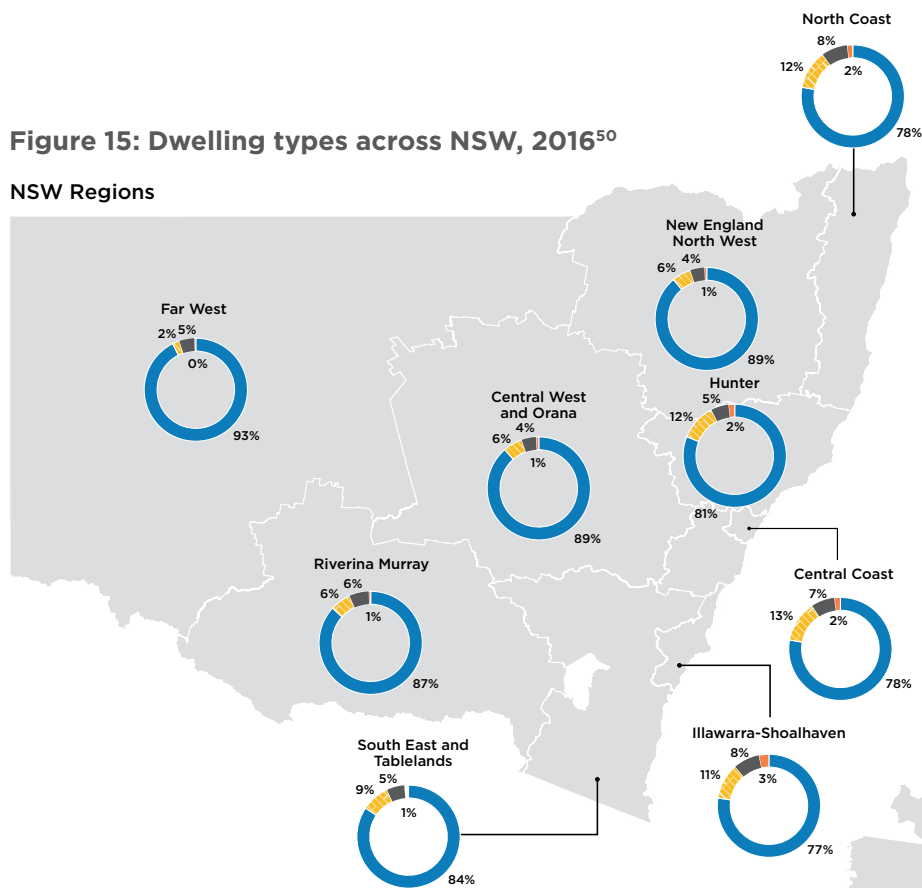 North Coast
8%
12%
2%
78%
Figure 15: Dwelling types across NSW, 2016⁵⁰
NSW Regions
New England
North West
4%
6%
1%
89%
Far West
2%
5%
0%
93%
Hunter
5%
12%
2%
81%
Central West
and Orana
4%
6%
1%
89%
Riverina Murray
6%
6%
1%
87%
Central Coast
7%
13%
2%
78%
Illawarra-Shoalhaven
8%
11%
3%
77%
South East and
Tablelands
5%
9%
1%
84%